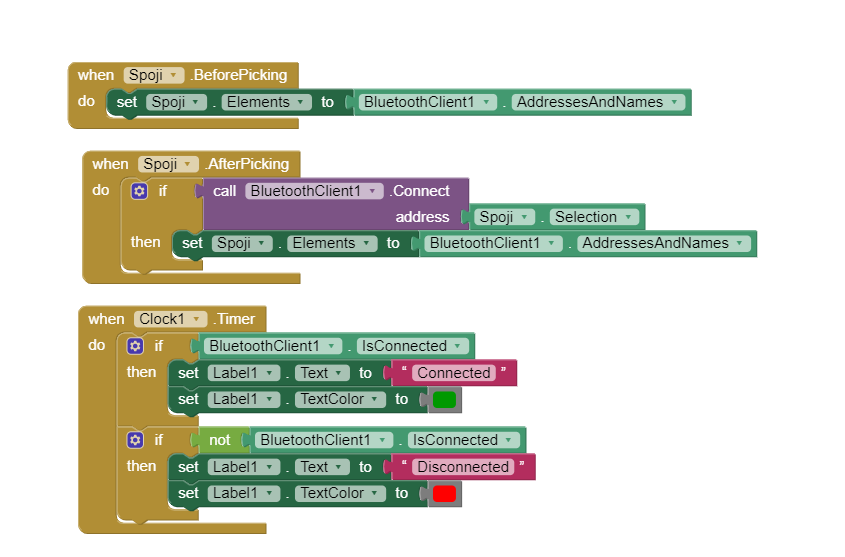 when Spoji .BeforePicking
do set Spoji . Elements to BluetoothClient1 . AddressesAndNames
when Spoji .AfterPicking
do if call BluetoothClient1 .Connect
address Spoji . Selection
then set Spoji . Elements to BluetoothClient1 . AddressesAndNames
when Clock1 .Timer
do if BluetoothClient1 . IsConnected
then set Label1 . Text to “ Connected ”
set Label1 . TextColor to
if not BluetoothClient1 . IsConnected
then set Label1 . Text to “ Disconnected ”
set Label1 . TextColor to